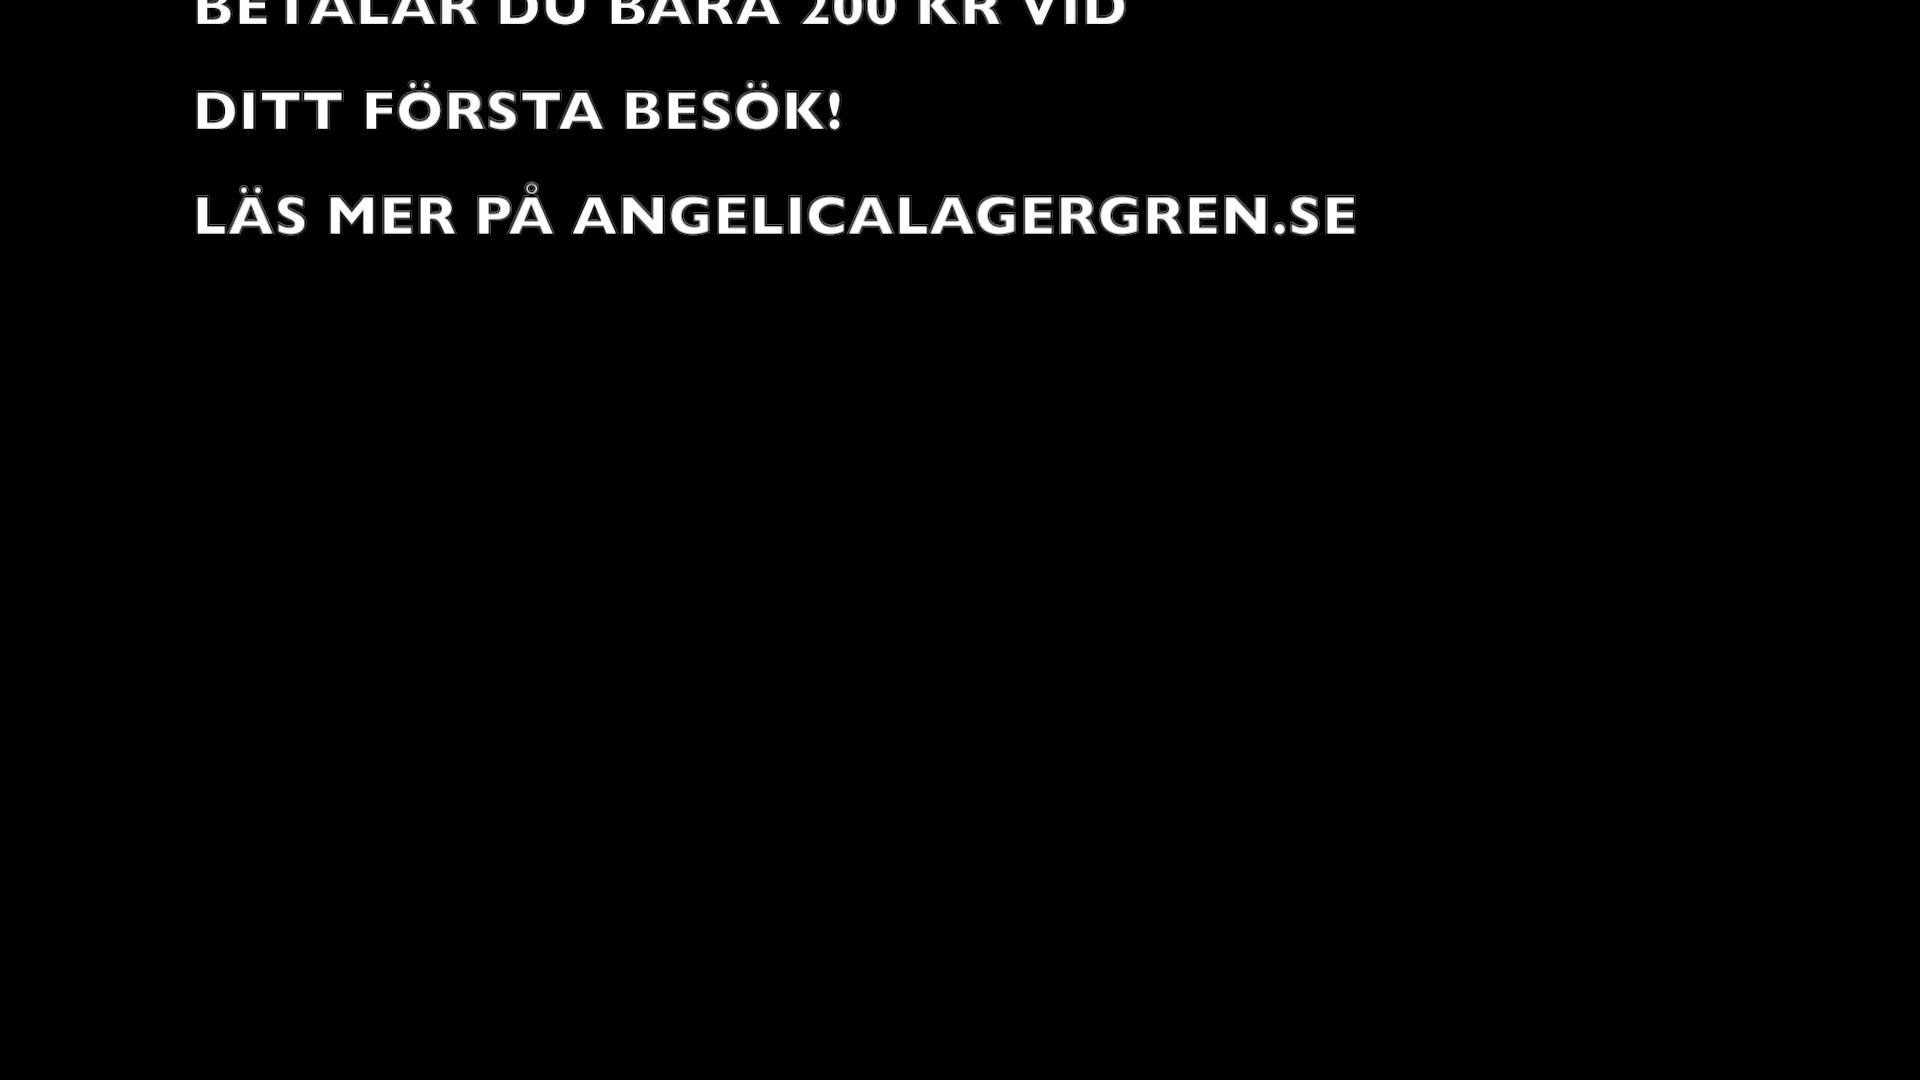 BETALAR DU BARA 200 KR VID
DITT FÖRSTA BESÖK!
LÄS MER PÅ ANGELICALAGERGREN.SE